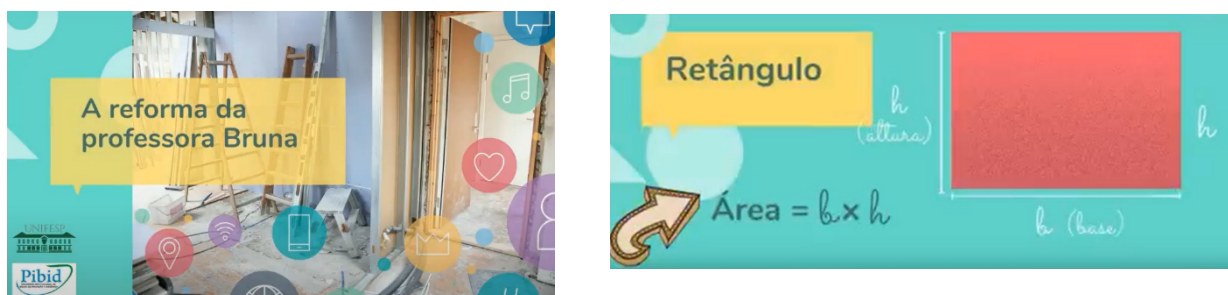 A reforma da
professora Bruna
UNIFESP
Pibid
Retângulo
h
(altura)
h
Área = b x h
b (base)